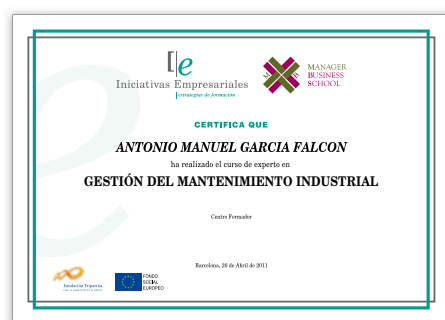 [e
Iniciativas Empresariales
estrategias de formación
MANAGER
BUSINESS
SCHOOL
CERTIFICA QUE
ANTONIO MANUEL GARCIA FALCON
ha realizado el curso de experto en
GESTIÓN DEL MANTENIMIENTO INDUSTRIAL
Centro Formador
Barcelona, 29 de Abril de 2011
Fundación Tripartita
FONDO
SOCIAL
EUROPEO